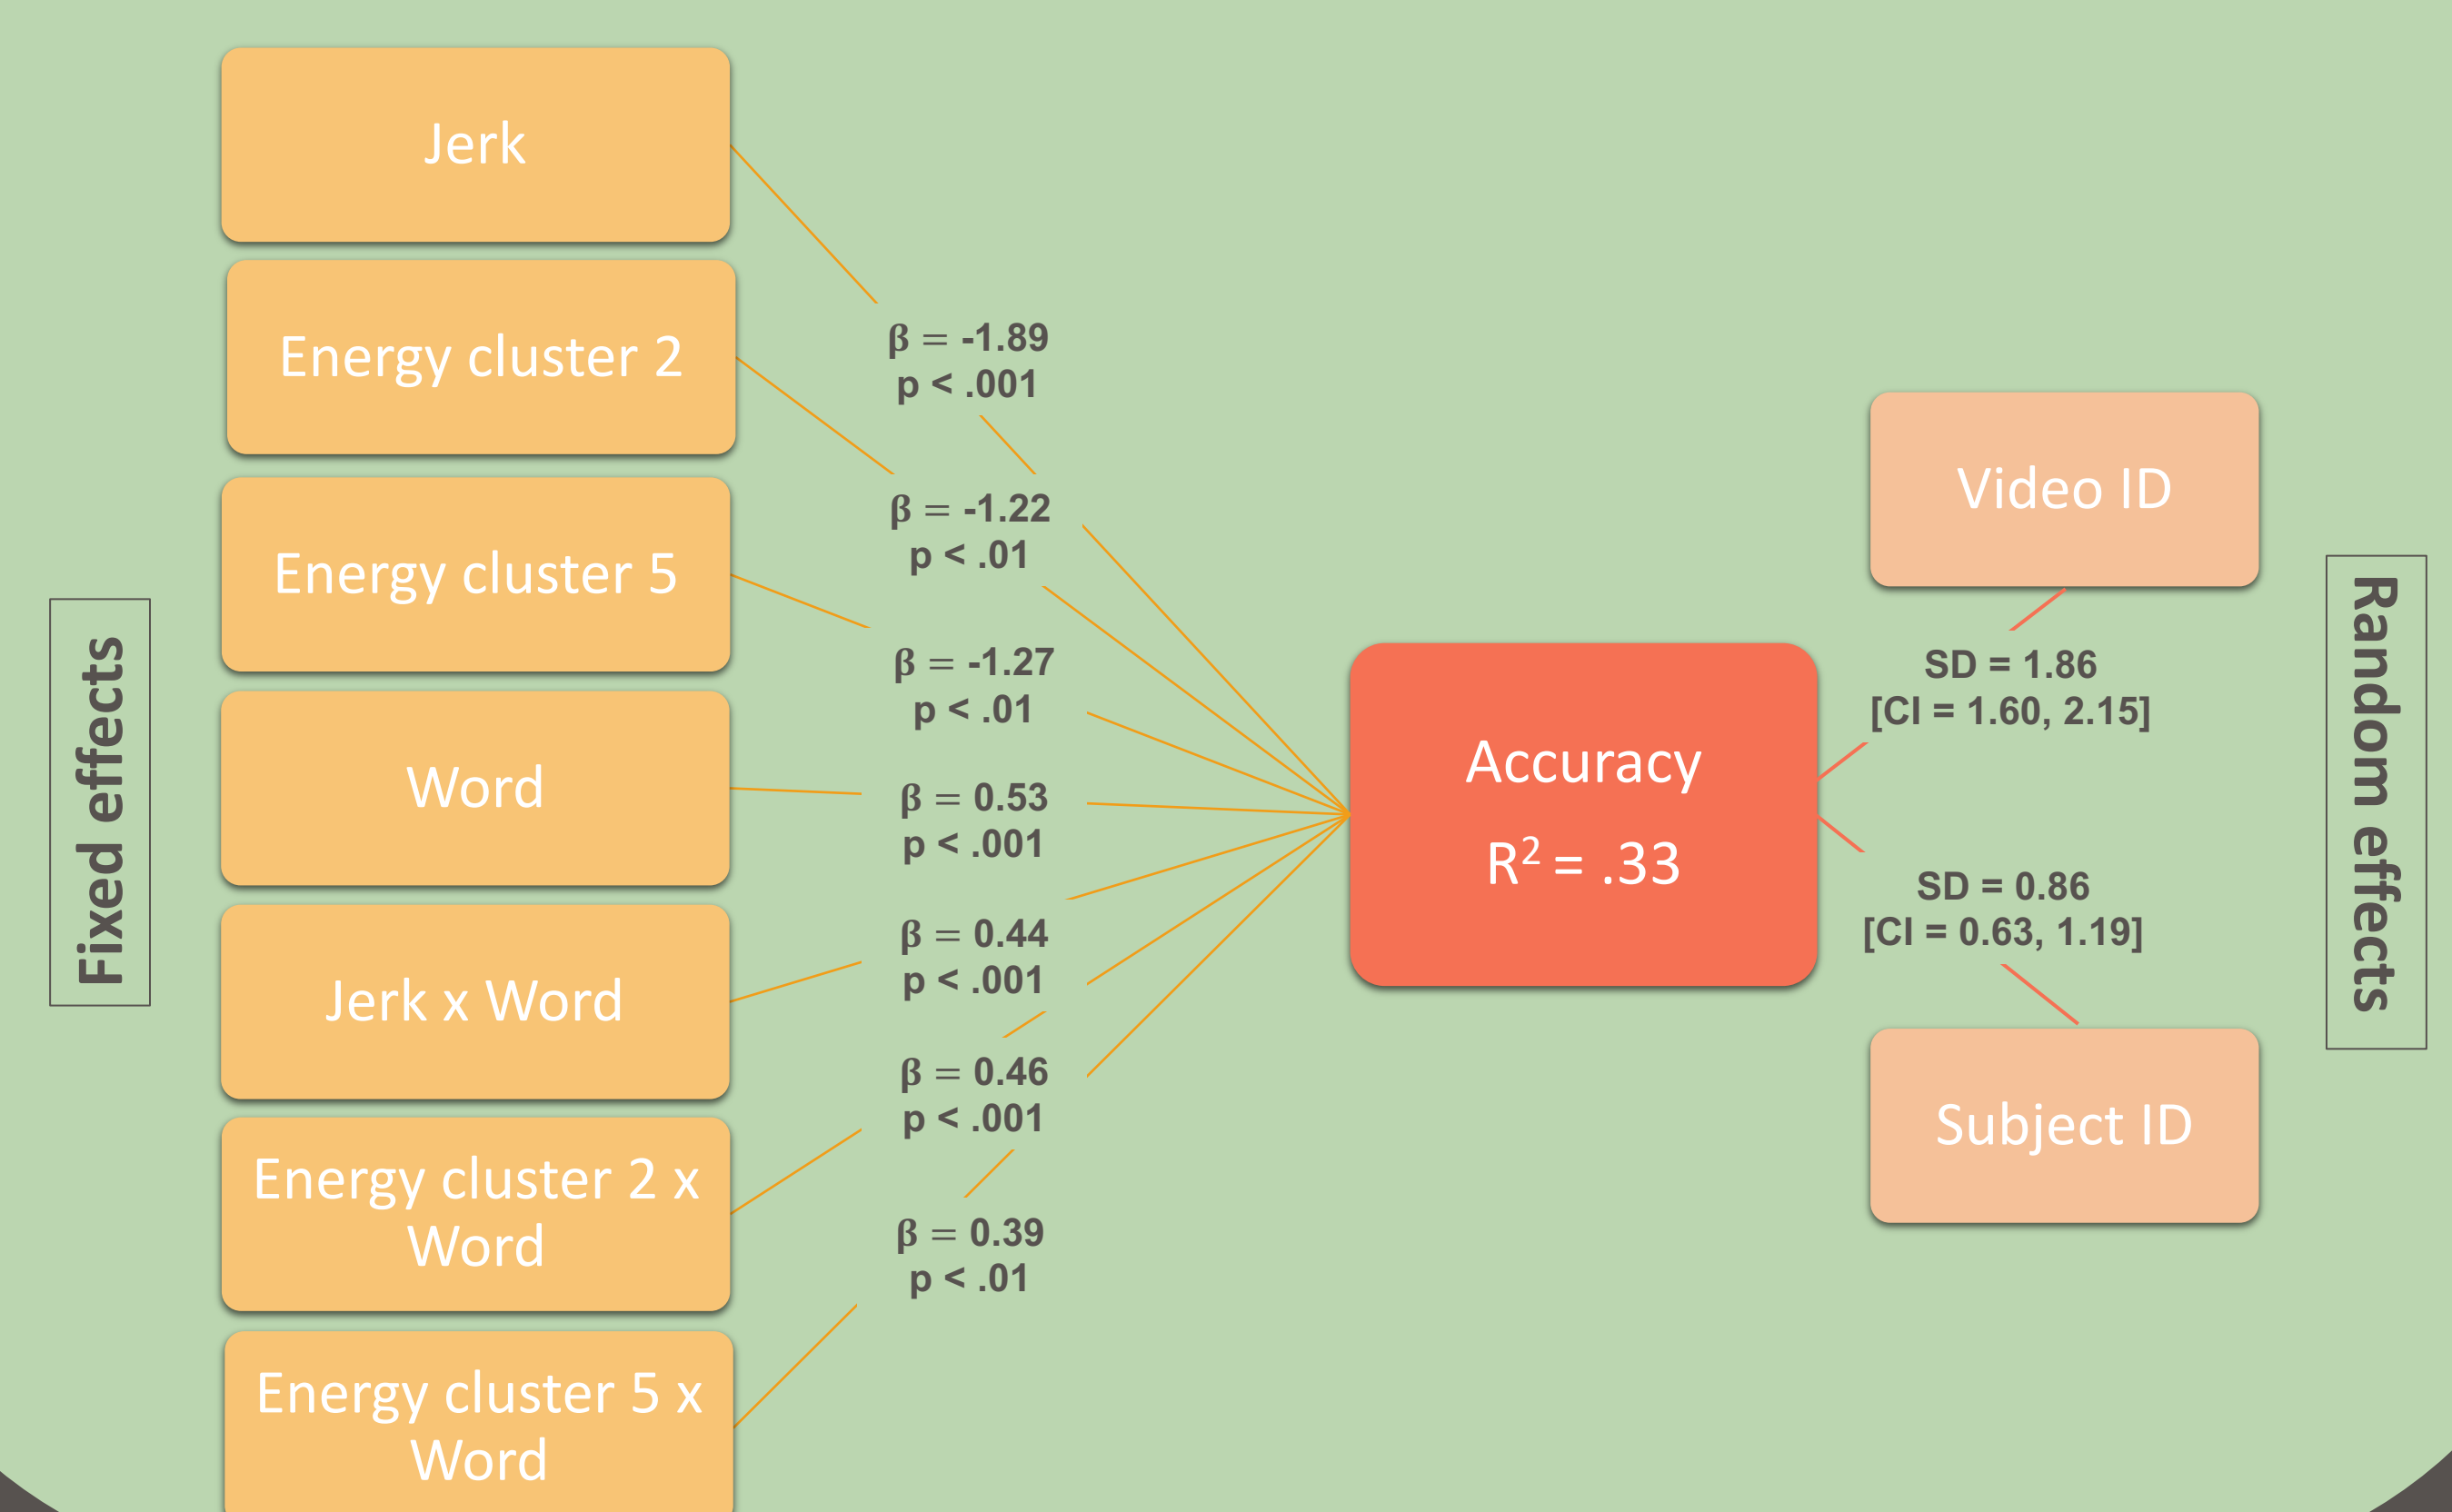 Fixed effects
Jerk
Energy cluster 2
Energy cluster 5
Word
Jerk x Word
Energy cluster 2 x
Word
Energy cluster 5 x
Word
β = -1.89
p < .001
β = -1.22
p < .01
β = -1.27
p < .01
β = 0.53
p < .001
β = 0.44
p < .001
β = 0.46
p < .001
β = 0.39
p < .01
Accuracy
R² = .33
Video ID
SD = 1.86
[CI = 1.60, 2.15]
SD = 0.86
[CI = 0.63, 1.19]
Subject ID
Random effects